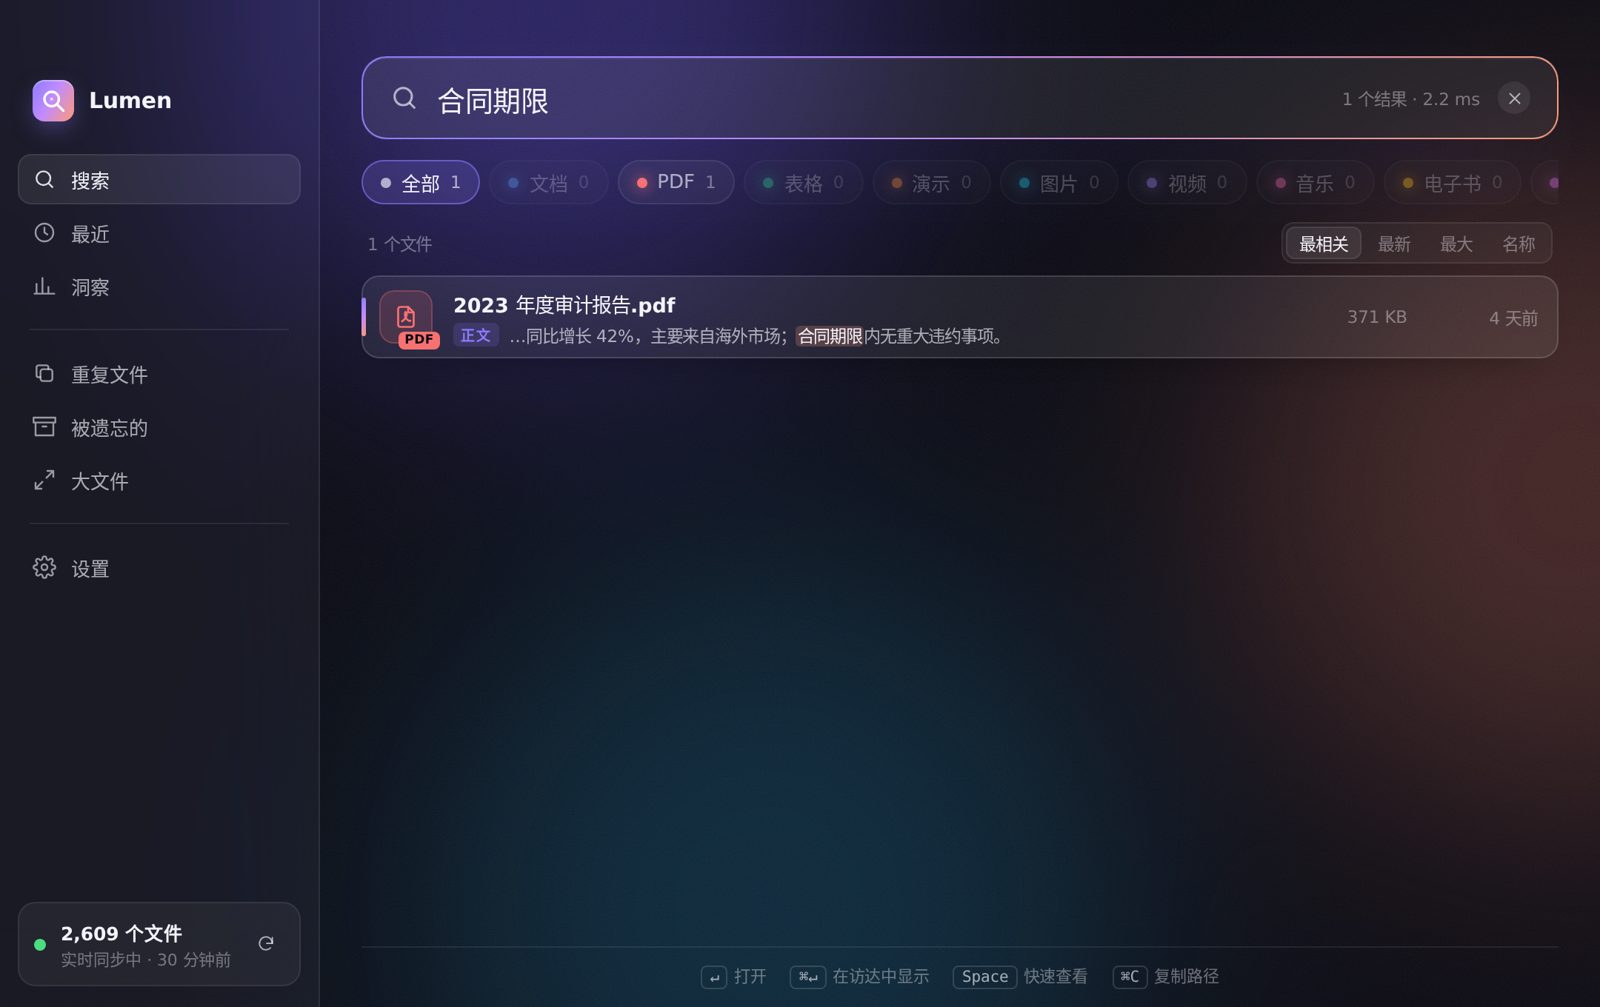 Lumen
搜索
最近
洞察
重复文件
被遗忘的
大文件
设置
2,609 个文件
实时同步中 · 30 分钟前
合同期限
1 个结果 · 2.2 ms
全部 1
文档 0
PDF 1
表格 0
演示 0
图片 0
视频 0
音乐 0
电子书 0
1 个文件
最相关 最新 最大 名称
PDF
2023 年度审计报告.pdf
正文 …同比增长 42%，主要来自海外市场；合同期限内无重大违约事项。
371 KB
4 天前
↵ 打开
⌘↵ 在访达中显示
Space 快速查看
⌘C 复制路径